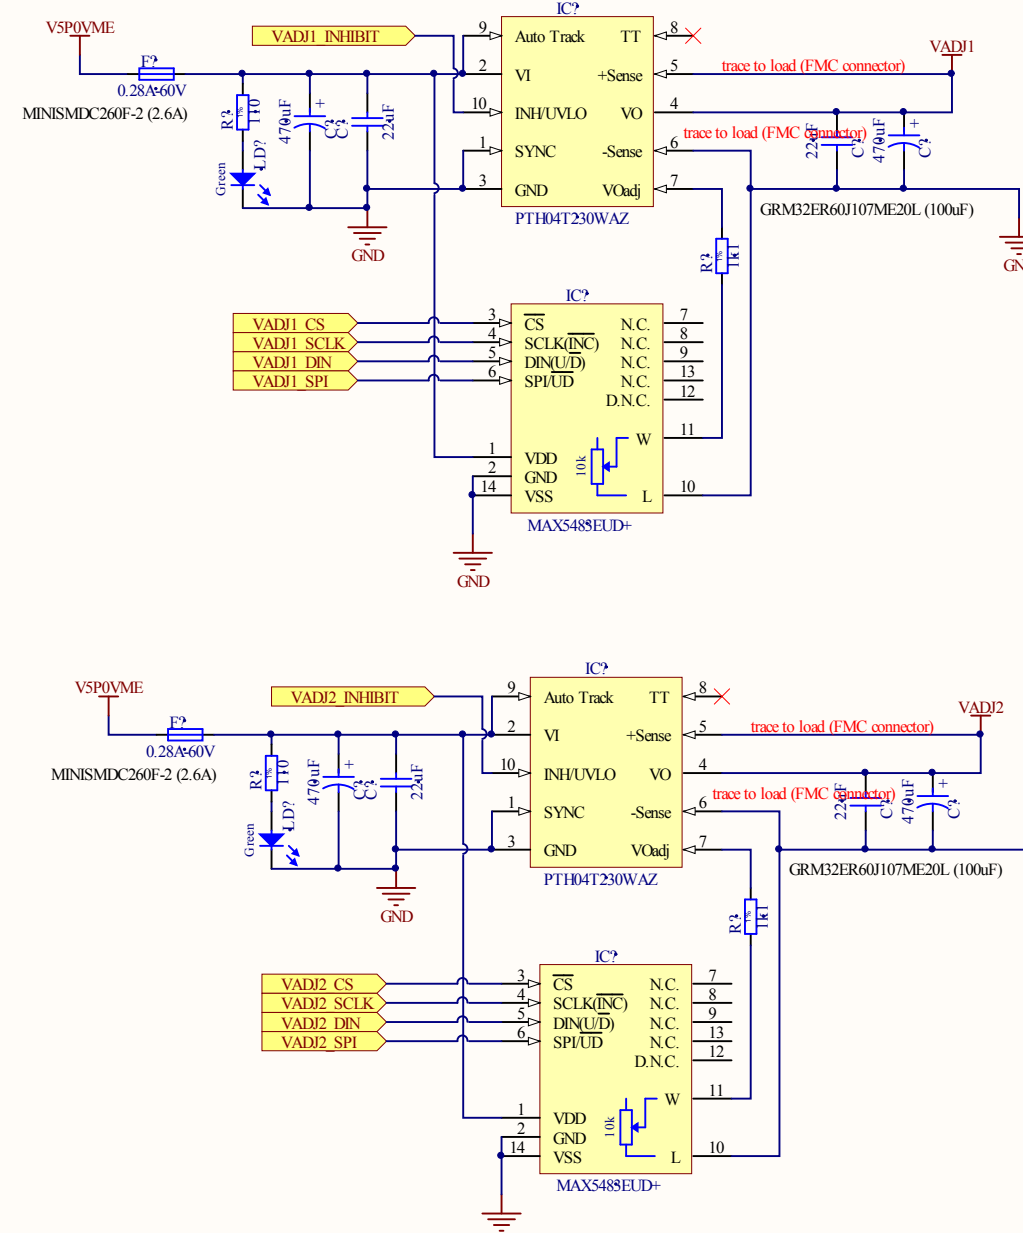 IC?
V5P0VME
VADJ1_INHIBIT
9
Auto Track
TT
8
F?
2
VI
+Sense
5
trace to load (FMC connector)
VADJ1
0.28A-60V
MINISMDC260F-2 (2.6A)
R?
1%
110
470uF
+
C?
C?
22uF
10
INH/UVLO
VO
4
trace to load (FMC connector)
1
SYNC
-Sense
6
22uF
C?
470uF
+
C?
Green
LD?
3
GND
VOadj
7
PTH04T230WAZ
GRM32ER60J107ME20L (100uF)
GND
GN
R?
1%
1k1
IC?
VADJ1_CS
3
CS
N.C.
7
VADJ1_SCLK
4
SCLK(INC)
N.C.
8
VADJ1_DIN
5
DIN(U/D)
N.C.
9
VADJ1_SPI
6
SPI/UD
N.C.
13
D.N.C.
12
W
11
10k
1
VDD
2
GND
14
VSS
L
10
MAX5483EUD+
GND
IC?
V5P0VME
VADJ2_INHIBIT
9
Auto Track
TT
8
F?
2
VI
+Sense
5
trace to load (FMC connector)
VADJ2
0.28A-60V
MINISMDC260F-2 (2.6A)
R?
1%
110
470uF
+
C?
C?
22uF
10
INH/UVLO
VO
4
trace to load (FMC connector)
1
SYNC
-Sense
6
22uF
C?
470uF
+
C?
Green
LD?
3
GND
VOadj
7
PTH04T230WAZ
GRM32ER60J107ME20L (100uF)
GND
R?
1%
1k1
IC?
VADJ2_CS
3
CS
N.C.
7
VADJ2_SCLK
4
SCLK(INC)
N.C.
8
VADJ2_DIN
5
DIN(U/D)
N.C.
9
VADJ2_SPI
6
SPI/UD
N.C.
13
D.N.C.
12
W
11
10k
1
VDD
2
GND
14
VSS
L
10
MAX5483EUD+